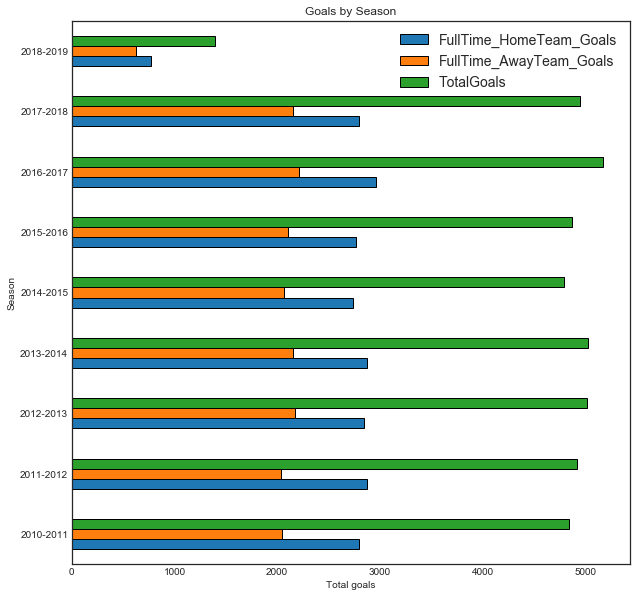 Goals by Season
FullTime_HomeTeam_Goals
FullTime_AwayTeam_Goals
TotalGoals
2018-2019
2017-2018
2016-2017
2015-2016
2014-2015
2013-2014
2012-2013
2011-2012
2010-2011
Season
0 1000 2000 3000 4000 5000
Total goals